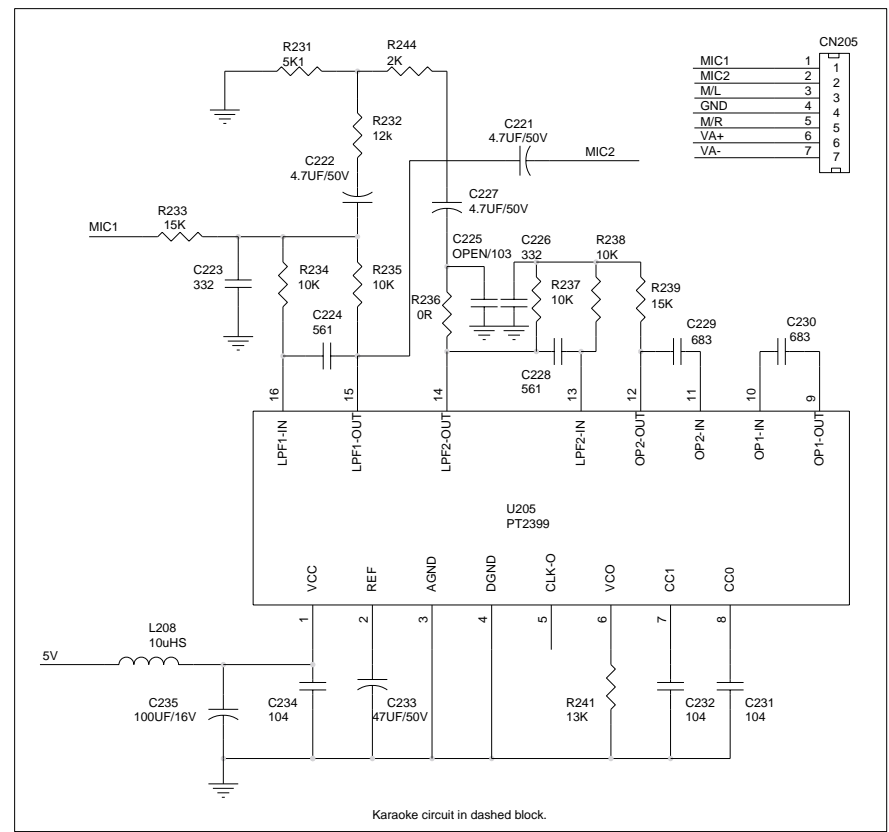 CN205
R231
5K1
R244
2K
MIC1 1 1
MIC2 2 2
M/L 3 3
GND 4 4
M/R 5 5
VA+ 6 6
VA- 7 7
R232
12k
C221
4.7UF/50V
MIC2
C222
4.7UF/50V
C227
4.7UF/50V
MIC1
R233
15K
C223
332
R234
10K
R235
10K
C225
OPEN/103
C226
332
R238
10K
R237
10K
R239
15K
R236
0R
C224
561
C228
561
C229
683
C230
683
16
15
14
13
12
11
10
9
LPF1-IN
LPF1-OUT
LPF2-OUT
LPF2-IN
OP2-OUT
OP2-IN
OP1-IN
OP1-OUT
U205
PT2399
VCC
REF
AGND
DGND
CLK-O
VCO
CC1
CC0
1
2
3
4
5
6
7
8
5V
L208
10uHS
C235
100UF/16V
C234
104
C233
47UF/50V
R241
13K
C232
104
C231
104
Karaoke circuit in dashed block.